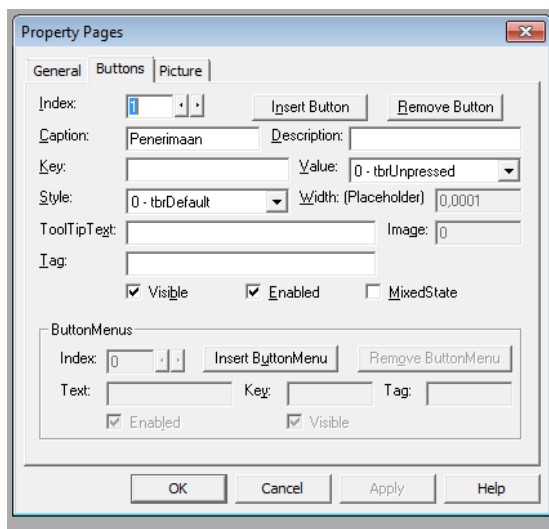 Property Pages
General Buttons Picture
Index: 1 Insert Button Remove Button
Caption: Penerimaan Description:
Key: Value: 0 - tbrUnpressed
Style: 0 - tbrDefault Width: (Placeholder) 0,0001
ToolTipText: Image: 0
Tag:
Visible Enabled MixedState
ButtonMenus
Index: 0 Insert ButtonMenu Remove ButtonMenu
Text: Key: Tag:
Enabled Visible
OK Cancel Apply Help